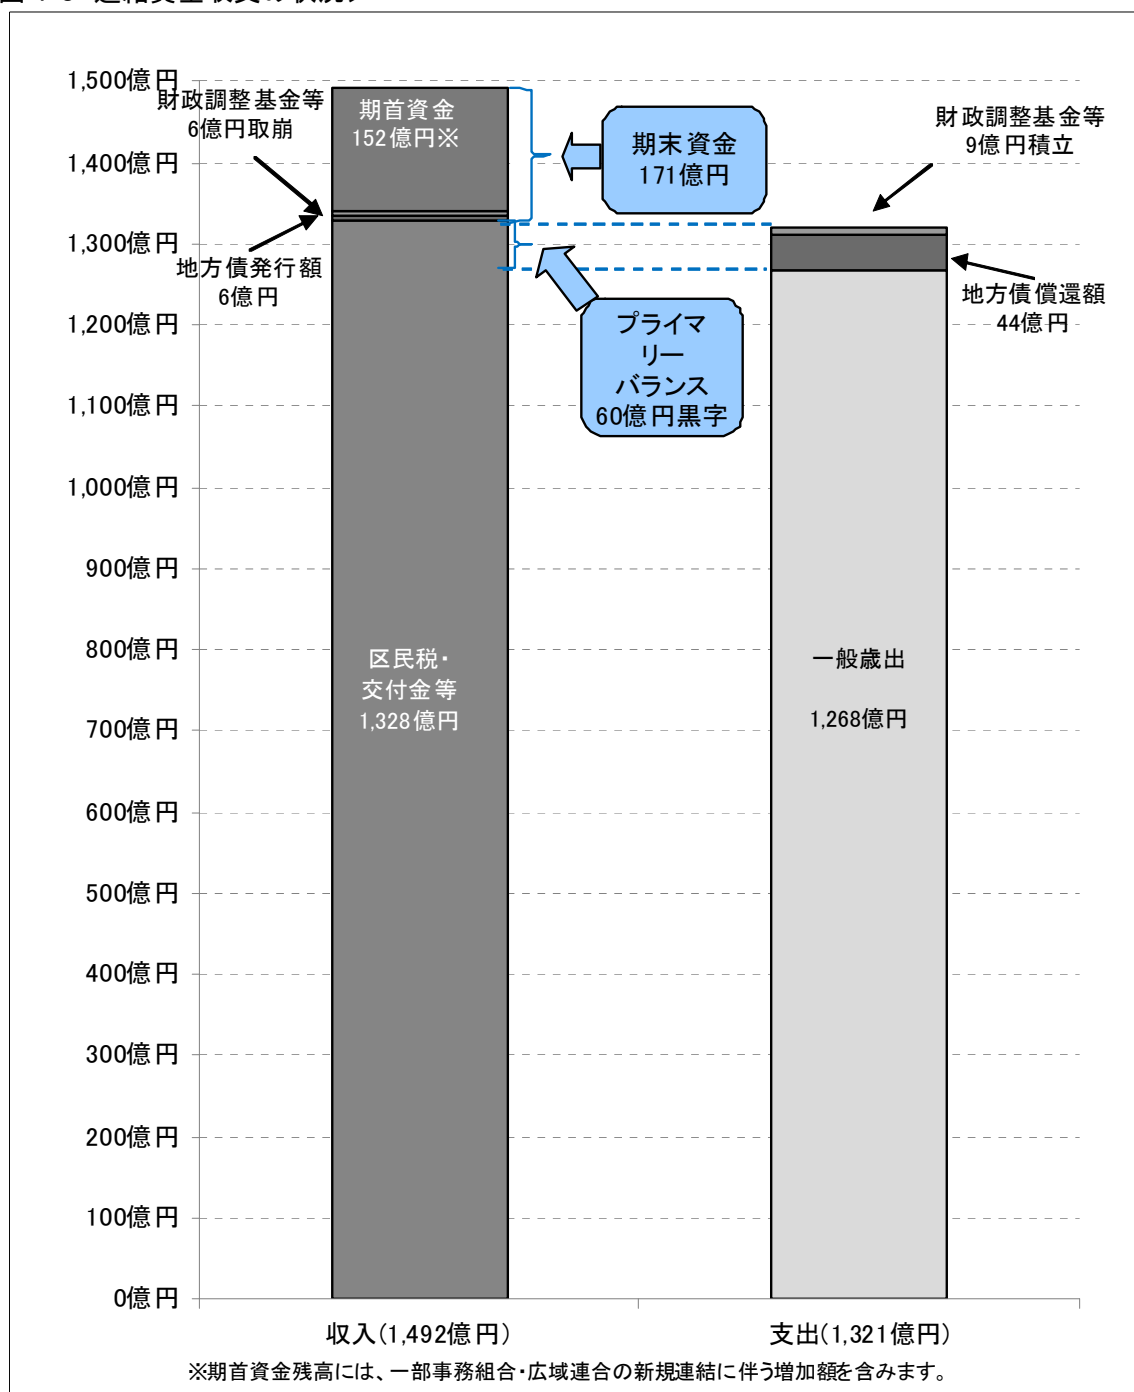 1,500億円
1,400億円
1,300億円
1,200億円
1,100億円
1,000億円
900億円
800億円
700億円
600億円
500億円
400億円
300億円
200億円
100億円
0億円
財政調整基金等
6億円取崩
地方債発行額
6億円
期首資金
152億円※
期末資金
171億円
プライマ
リー
バランス
60億円黒字
財政調整基金等
9億円積立
地方債償還額
44億円
区民税・
交付金等
1,328億円
一般歳出
1,268億円
収入(1,492億円)
支出(1,321億円)
※期首資金残高には、一部事務組合・広域連合の新規連結に伴う増加額を含みます。